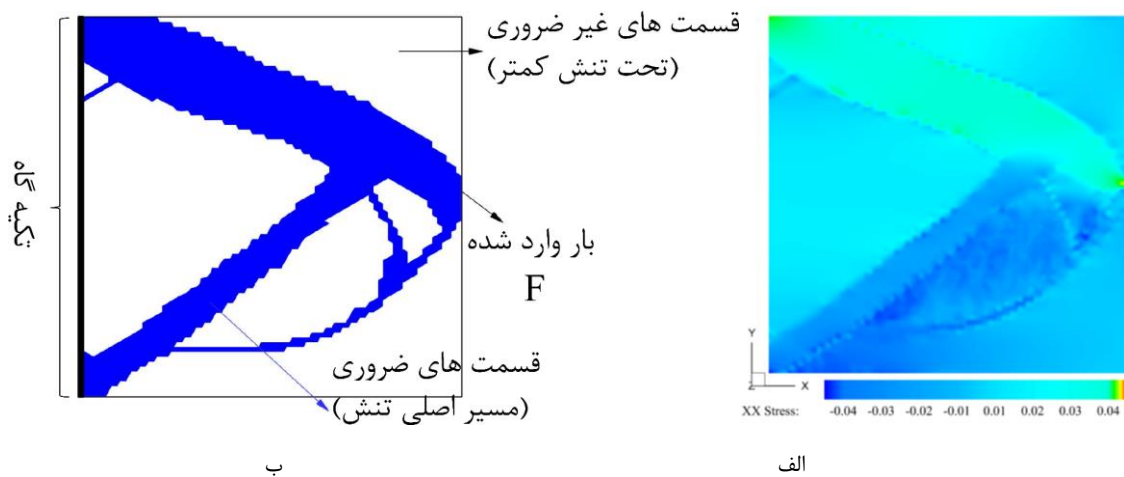 قسمت های غیر ضروری
(تحت تنش کمتر)
تکیه گاه
بار وارد شده
F
قسمت های ضروری
(مسیر اصلی تنش)
Y
Z X
XX Stress: -0.04 -0.03 -0.02 -0.01 0.01 0.02 0.03 0.04
الف
ب